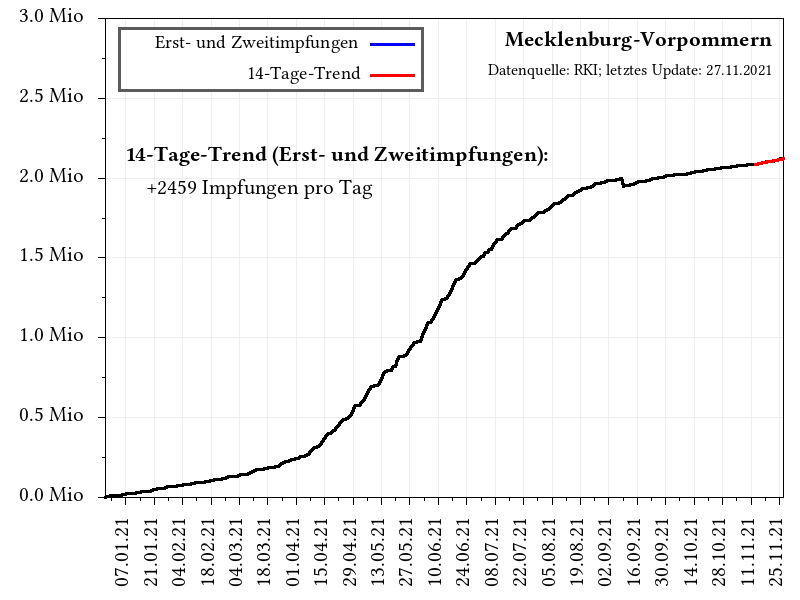 3.0 Mio
2.5 Mio
2.0 Mio
1.5 Mio
1.0 Mio
0.5 Mio
0.0 Mio
Erst- und Zweitimpfungen
14-Tage-Trend
Mecklenburg-Vorpommern
Datenquelle: RKI; letztes Update: 27.11.2021
14-Tage-Trend (Erst- und Zweitimpfungen):
+2459 Impfungen pro Tag
07.01.21
21.01.21
04.02.21
18.02.21
04.03.21
18.03.21
01.04.21
15.04.21
29.04.21
13.05.21
27.05.21
10.06.21
24.06.21
08.07.21
22.07.21
05.08.21
19.08.21
02.09.21
16.09.21
30.09.21
14.10.21
28.10.21
11.11.21
25.11.21